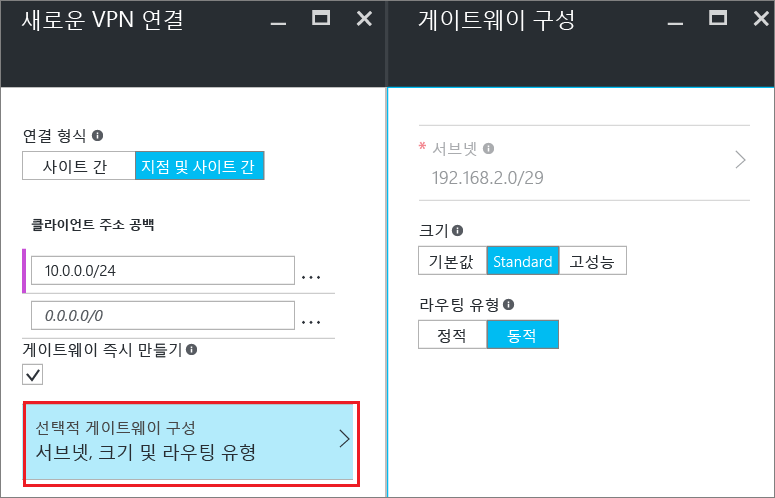 새로운 VPN 연결
연결 형식
사이트 간
지점 및 사이트 간
클라이언트 주소 공백
10.0.0.0/24
...
0.0.0.0/0
...
게이트웨이 즉시 만들기
선택적 게이트웨이 구성
서브넷, 크기 및 라우팅 유형
게이트웨이 구성
* 서브넷
192.168.2.0/29
크기
기본값
Standard
고성능
라우팅 유형
정적
동적